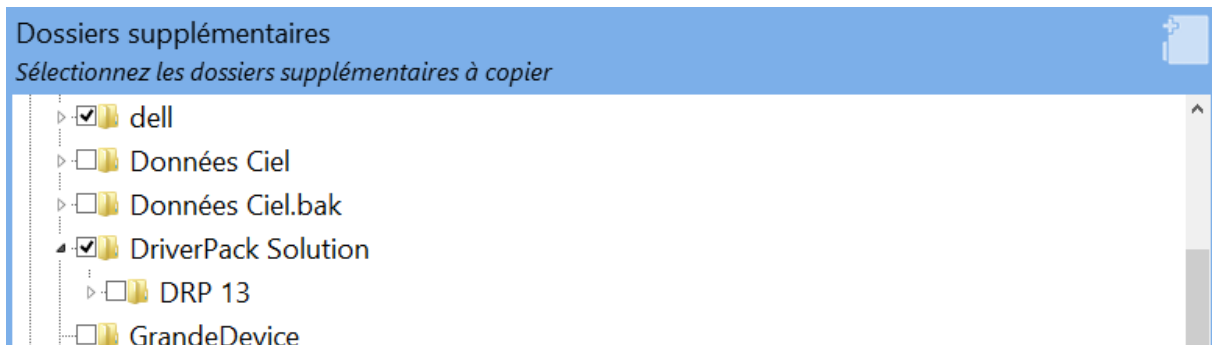 Dossiers supplémentaires
Sélectionnez les dossiers supplémentaires à copier
dell
Données Ciel
Données Ciel.bak
DriverPack Solution
DRP 13
GrandeDevice